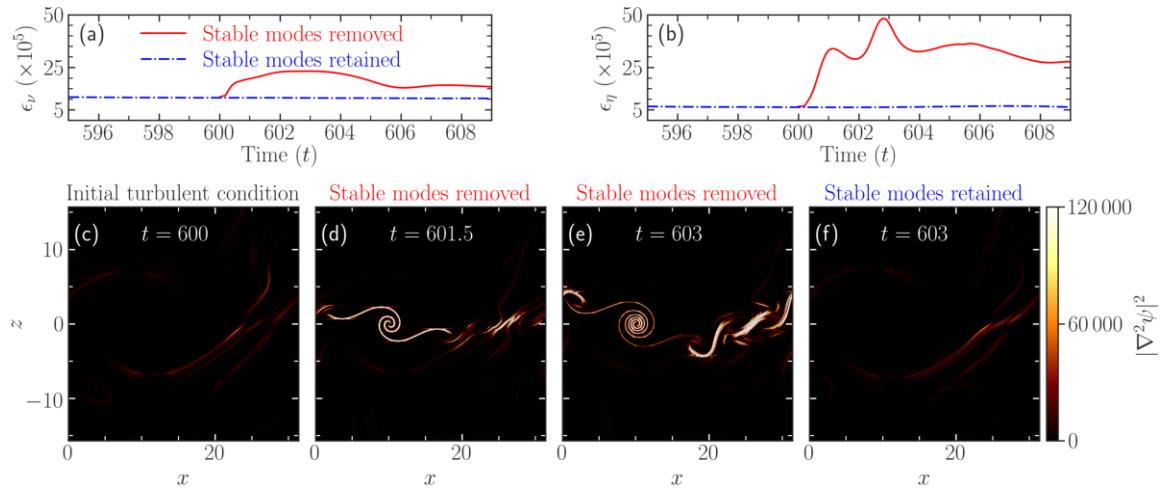 (a)
Stable modes removed
Stable modes retained
50
25
5
ϵ_ν (×10^5)
596 598 600 602 604 606 608
Time (t)
(b)
50
25
5
ϵ_η (×10^5)
596 598 600 602 604 606 608
Time (t)
Initial turbulent condition
(c) t = 600
Stable modes removed
(d) t = 601.5
Stable modes removed
(e) t = 603
Stable modes retained
(f) t = 603
10
0
−10
z
0 20
x
0 20
x
0 20
x
0 20
x
120 000
60 000
0
|∇²ψ|²